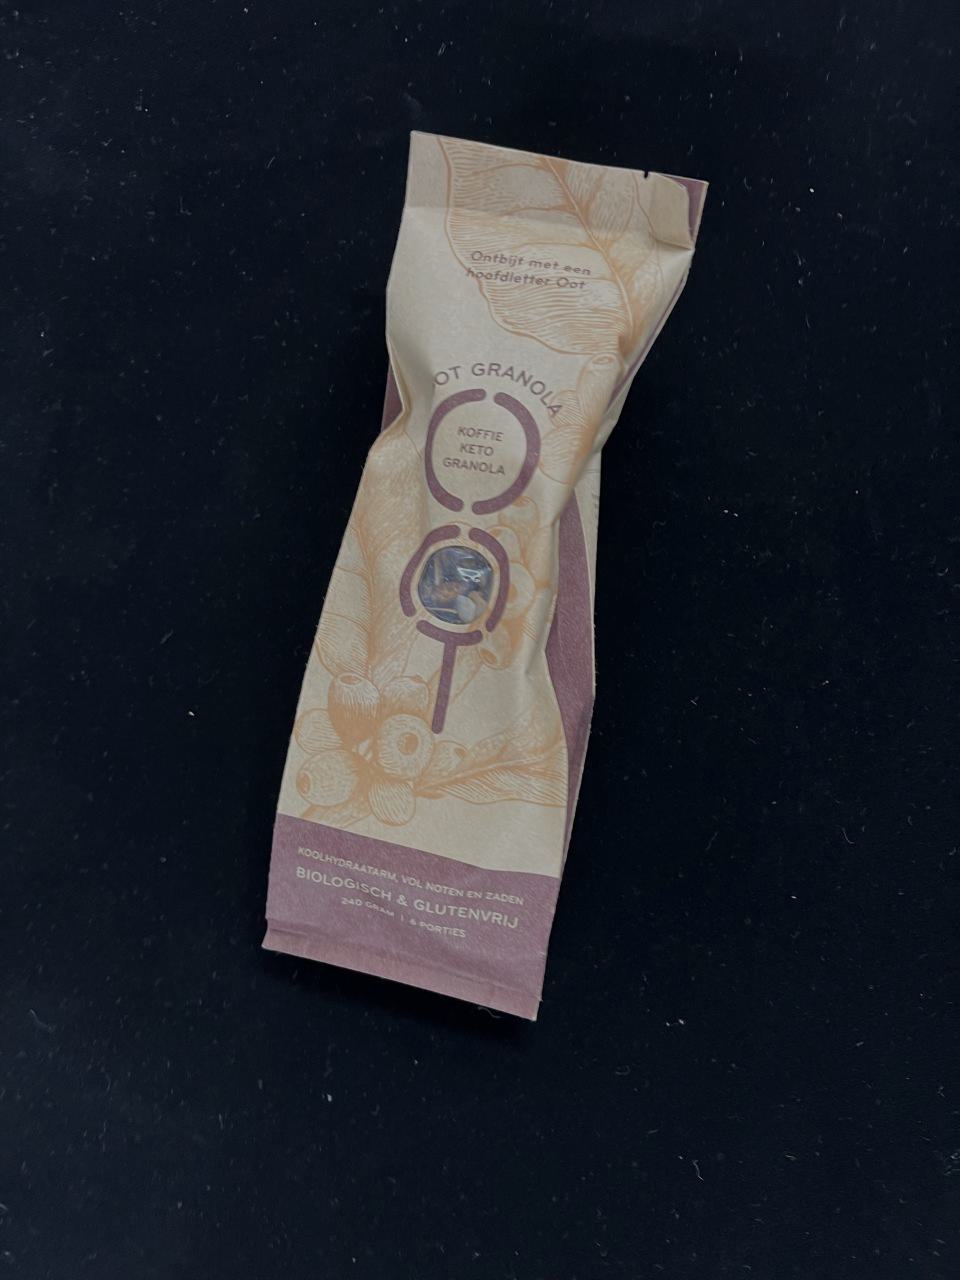 Ontbijt met een
hoofdletter Oot
OOT GRANOLA
KOFFIE
KETO
GRANOLA
OOT
KOOLHYDRAATARM, VOL NOTEN EN ZADEN
BIOLOGISCH & GLUTENVRIJ
240 GRAM | 6 PORTIES